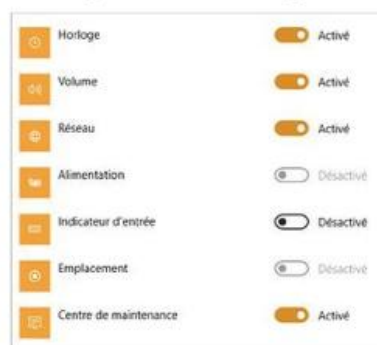 Horloge Activé
Volume Activé
Réseau Activé
Alimentation Désactivé
Indicateur d'entrée Désactivé
Emplacement Désactivé
Centre de maintenance Activé